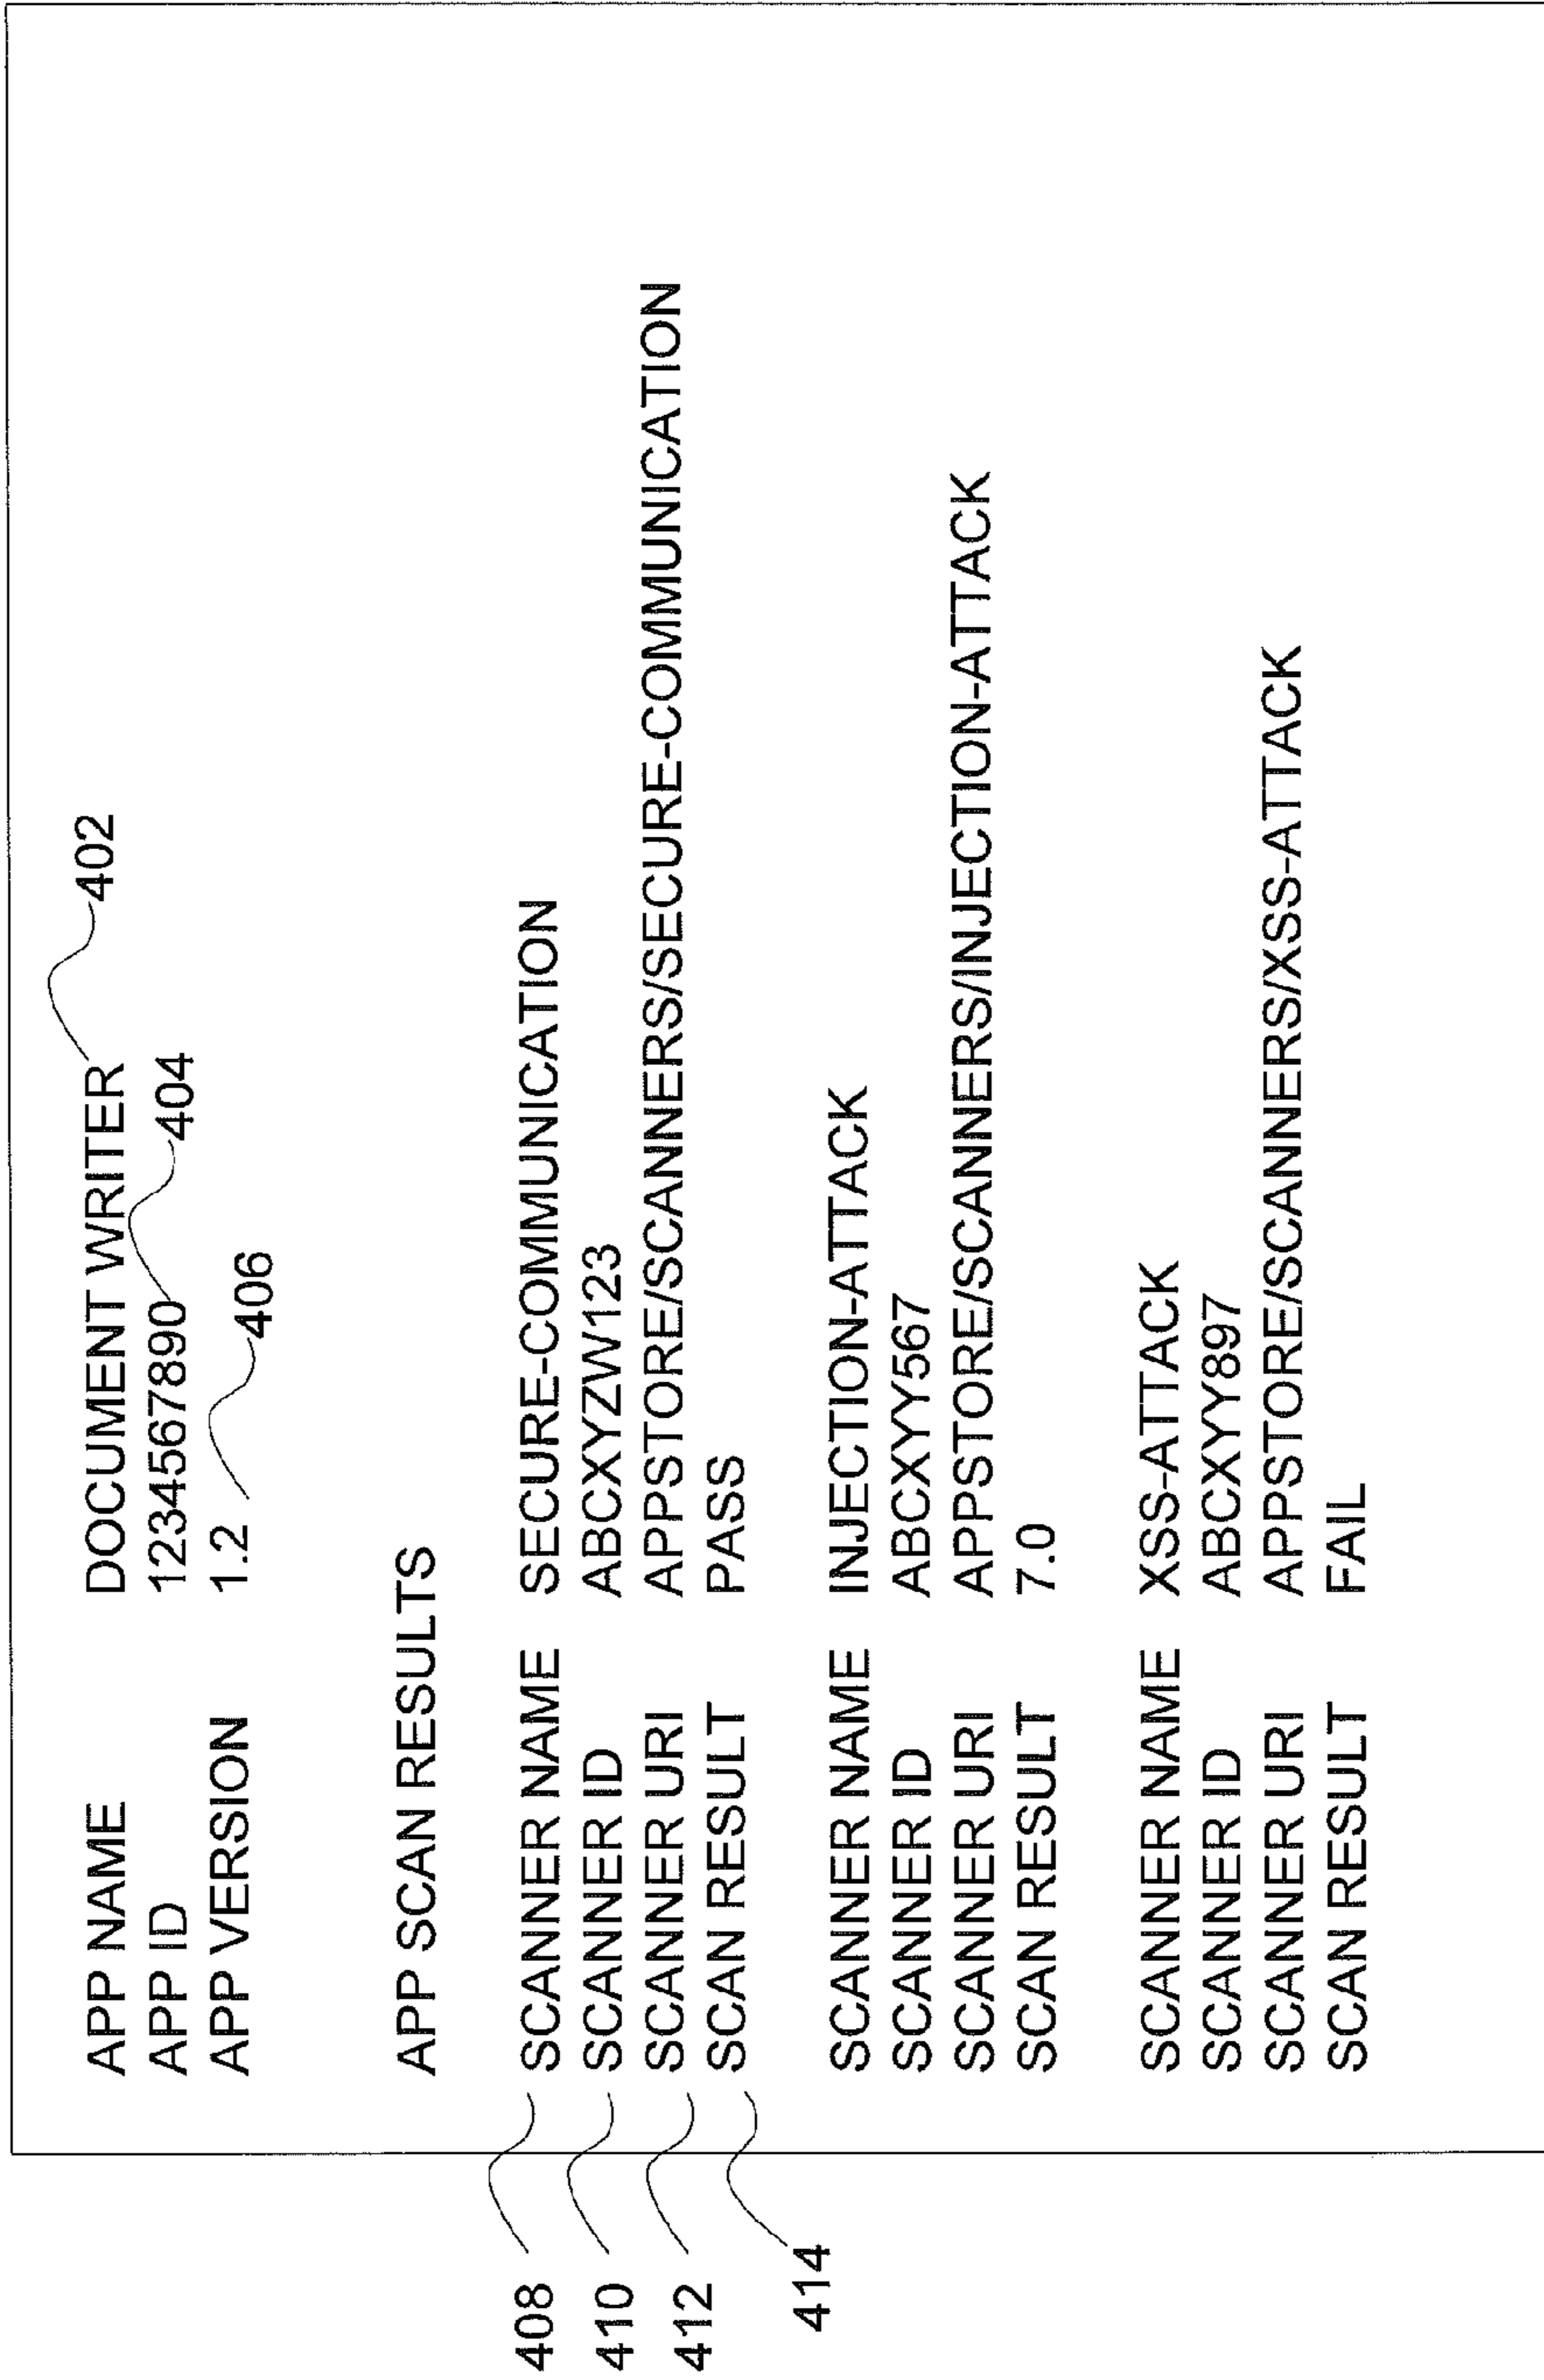 APP NAME DOCUMENT WRITER 402
APP ID 1234567890 404
APP VERSION 1.2 406
APP SCAN RESULTS
408 SCANNER NAME SECURE-COMMUNICATION
410 SCANNER ID ABCXYZW123
412 SCANNER URI APPSTORE/SCANNERS/SECURE-COMMUNICATION
414 SCAN RESULT PASS
SCANNER NAME INJECTION-ATTACK
SCANNER ID ABCXYY567
SCANNER URI APPSTORE/SCANNERS/INJECTION-ATTACK
SCAN RESULT 7.0
SCANNER NAME XSS-ATTACK
SCANNER ID ABCXYY897
SCANNER URI APPSTORE/SCANNERS/XSS-ATTACK
SCAN RESULT FAIL